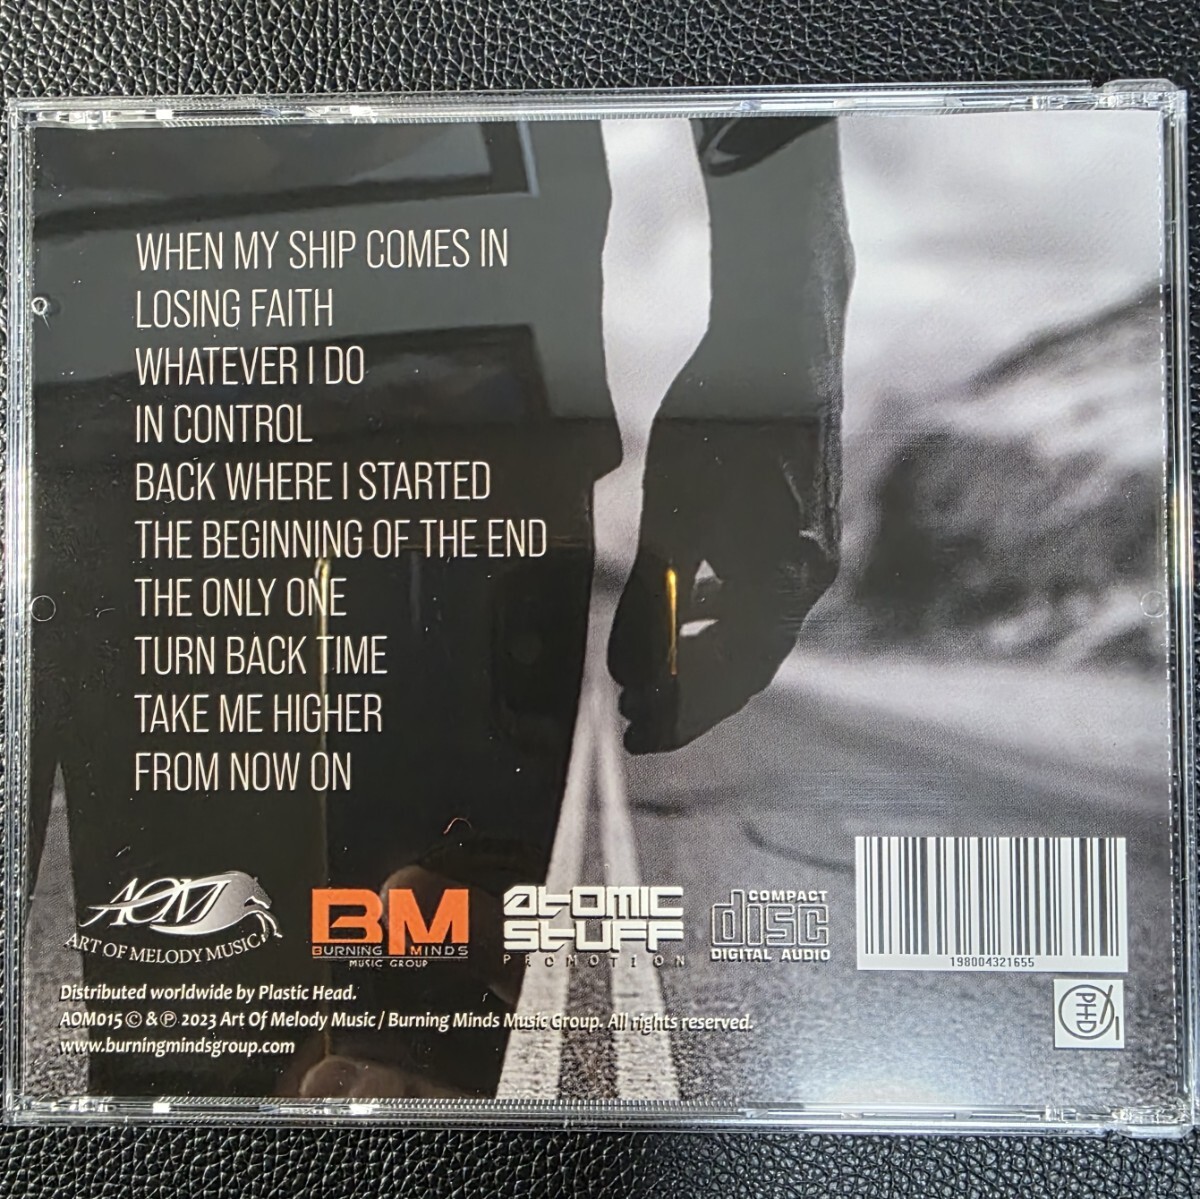 WHEN MY SHIP COMES IN
LOSING FAITH
WHATEVER I DO
IN CONTROL
BACK WHERE I STARTED
THE BEGINNING OF THE END
THE ONLY ONE
TURN BACK TIME
TAKE ME HIGHER
FROM NOW ON
AOM
ART OF MELODY MUSIC
BM
BURNING MINDS
MUSIC GROUP
ATOMIC
STUFF
PROMOTION
COMPACT
disc
DIGITAL AUDIO
198004321655
PHD
Distributed worldwide by Plastic Head.
AOM015 © & ℗ 2023 Art Of Melody Music / Burning Minds Music Group. All rights reserved.
www.burningmindsgroup.com